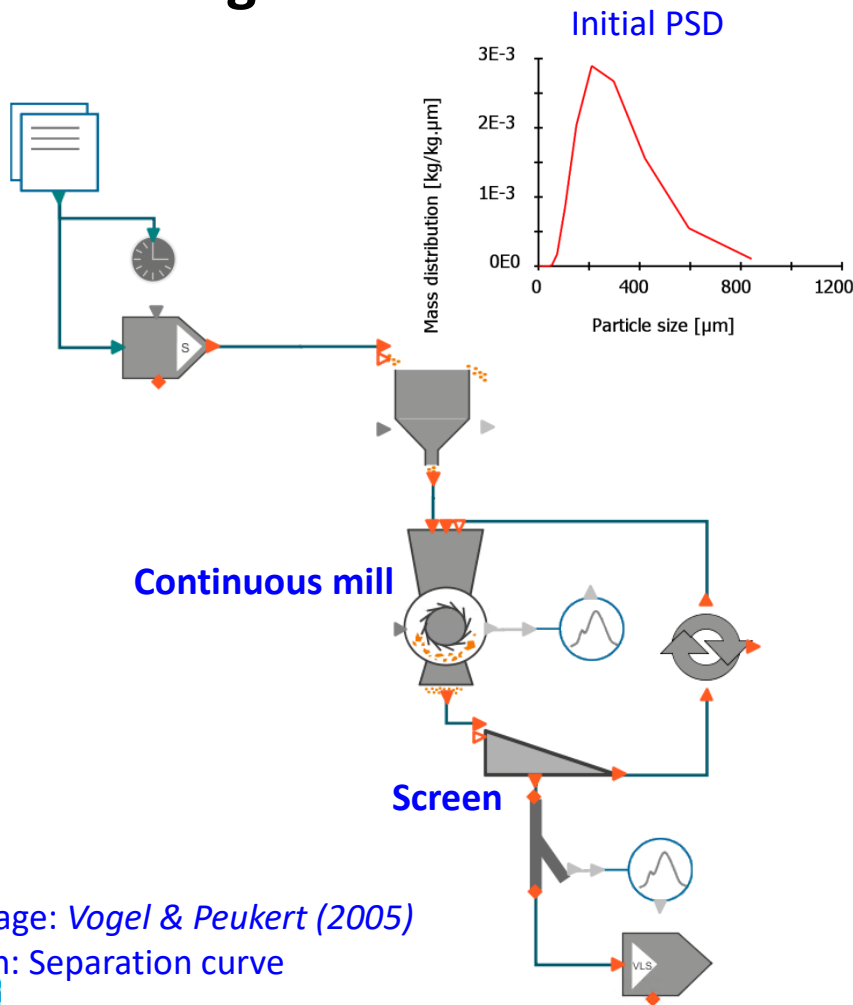 Initial PSD
Mass distribution [kg/kg.µm]
3E-3
2E-3
1E-3
0E0
0
400
800
1200
Particle size [µm]
S
Continuous mill
Screen
age: Vogel & Peukert (2005)
n: Separation curve
VLS